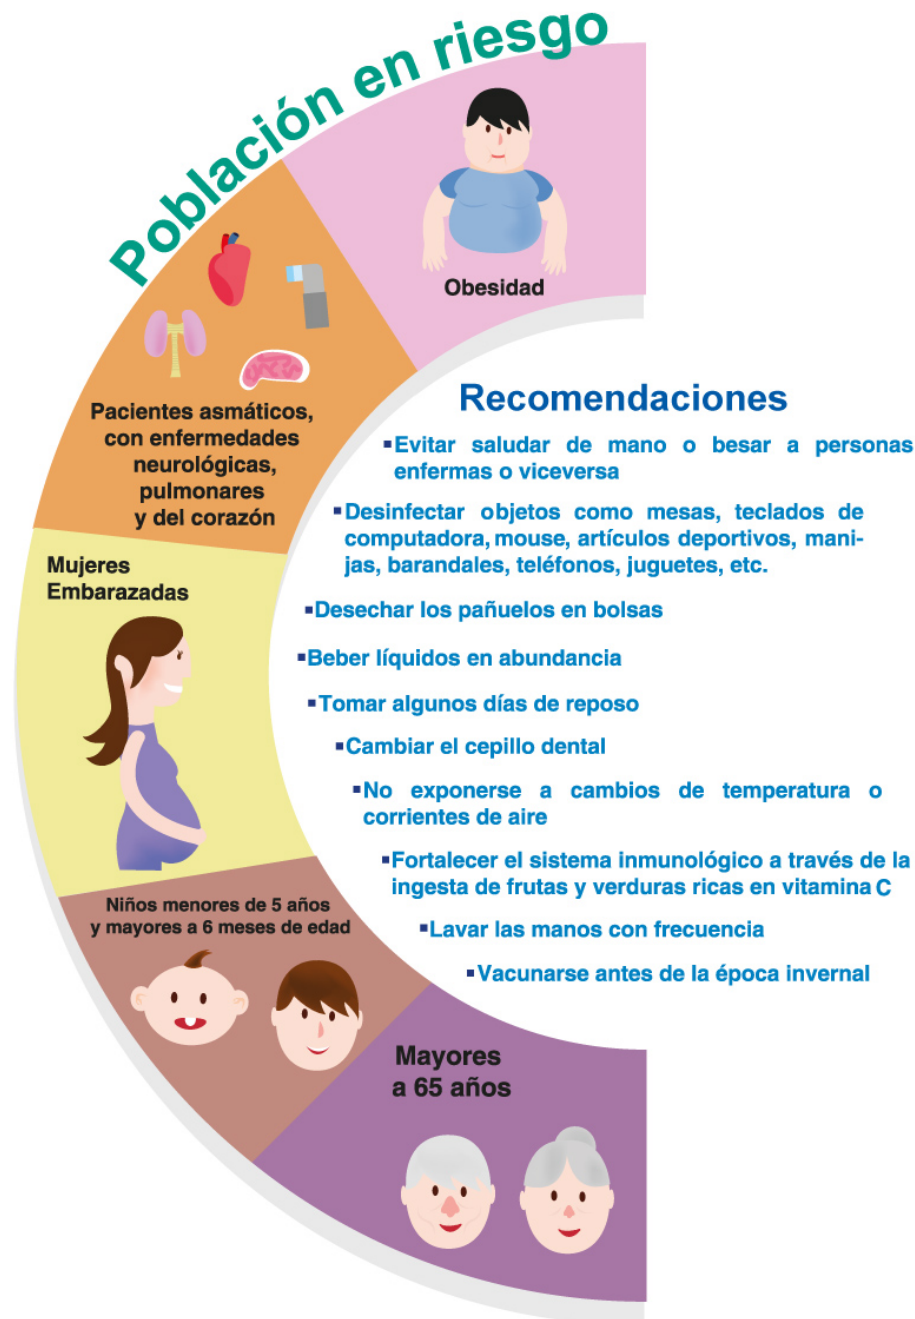 Población en riesgo
Obesidad
Pacientes asmáticos,
con enfermedades
neurológicas,
pulmonares
y del corazón
Mujeres
Embarazadas
Niños menores de 5 años
y mayores a 6 meses de edad
Mayores
a 65 años
Recomendaciones
▪Evitar saludar de mano o besar a personas
enfermas o viceversa
▪Desinfectar objetos como mesas, teclados de
computadora, mouse, artículos deportivos, mani-
jas, barandales, teléfonos, juguetes, etc.
▪Desechar los pañuelos en bolsas
▪Beber líquidos en abundancia
▪Tomar algunos días de reposo
▪Cambiar el cepillo dental
▪No exponerse a cambios de temperatura o
corrientes de aire
▪Fortalecer el sistema inmunológico a través de la
ingesta de frutas y verduras ricas en vitamina C
▪Lavar las manos con frecuencia
▪Vacunarse antes de la época invernal